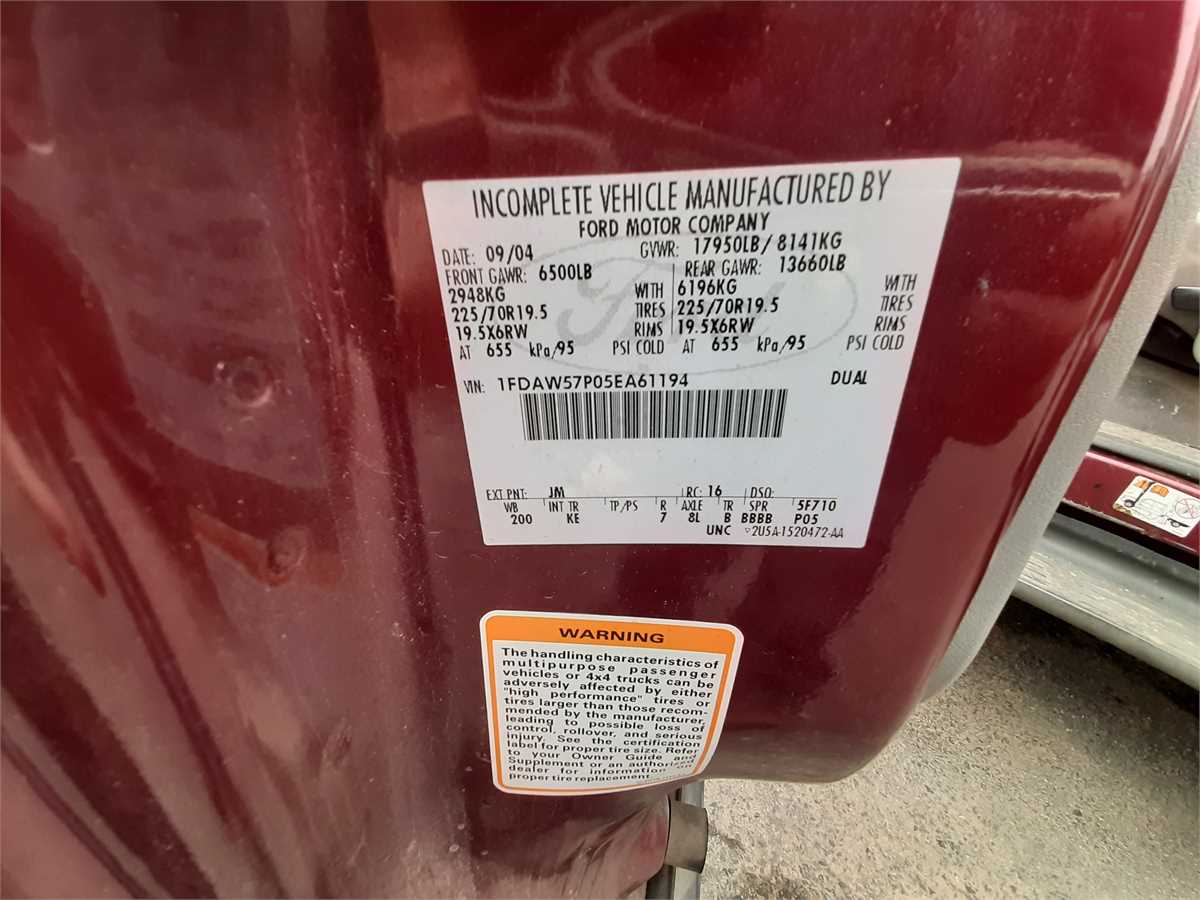 INCOMPLETE VEHICLE MANUFACTURED BY
FORD MOTOR COMPANY
DATE: 09/04 GVWR: 17950LB/ 8141KG
FRONT GAWR: 6500LB REAR GAWR: 13660LB
2948KG WITH 6196KG WITH
225/70R19.5 TIRES 225/70R19.5 TIRES
19.5X6RW RIMS 19.5X6RW RIMS
AT 655 kPa/95 PSI COLD AT 655 kPa/95 PSI COLD
VIN: 1FDAW57P05EA61194 DUAL
EXT PNT: JM RC: 16 DSO:
WB INT TR TP/PS R AXLE TR SPR 5F710
200 KE 7 8L B BBBB P05
UNC 2U5A-1520472-AA
Ford
WARNING
The handling characteristics of
multipurpose passenger
vehicles or 4x4 trucks can be
adversely affected by either
"high performance" tires or
tires larger than those recom-
mended by the manufacturer,
leading to possible loss of
control, rollover, and serious
injury. See the certification
label for proper tire size. Refer
to your Owner Guide and
Supplement or an authorized
dealer for information on
proper tire replacement.